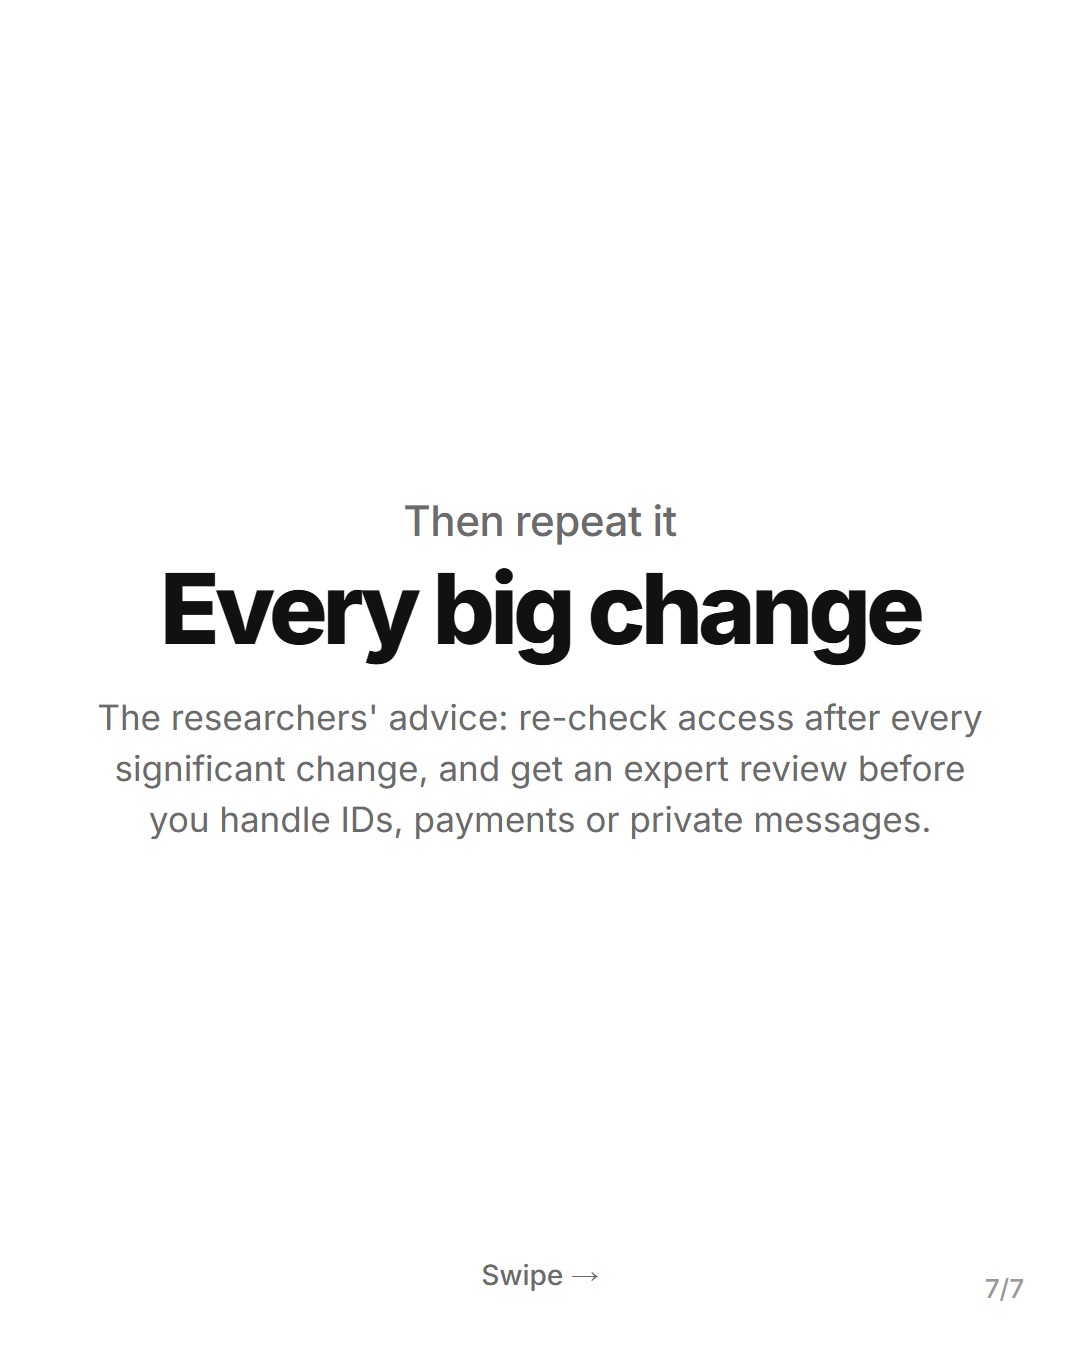 Then repeat it
Every big change
The researchers' advice: re-check access after every
significant change, and get an expert review before
you handle IDs, payments or private messages.
Swipe →
7/7